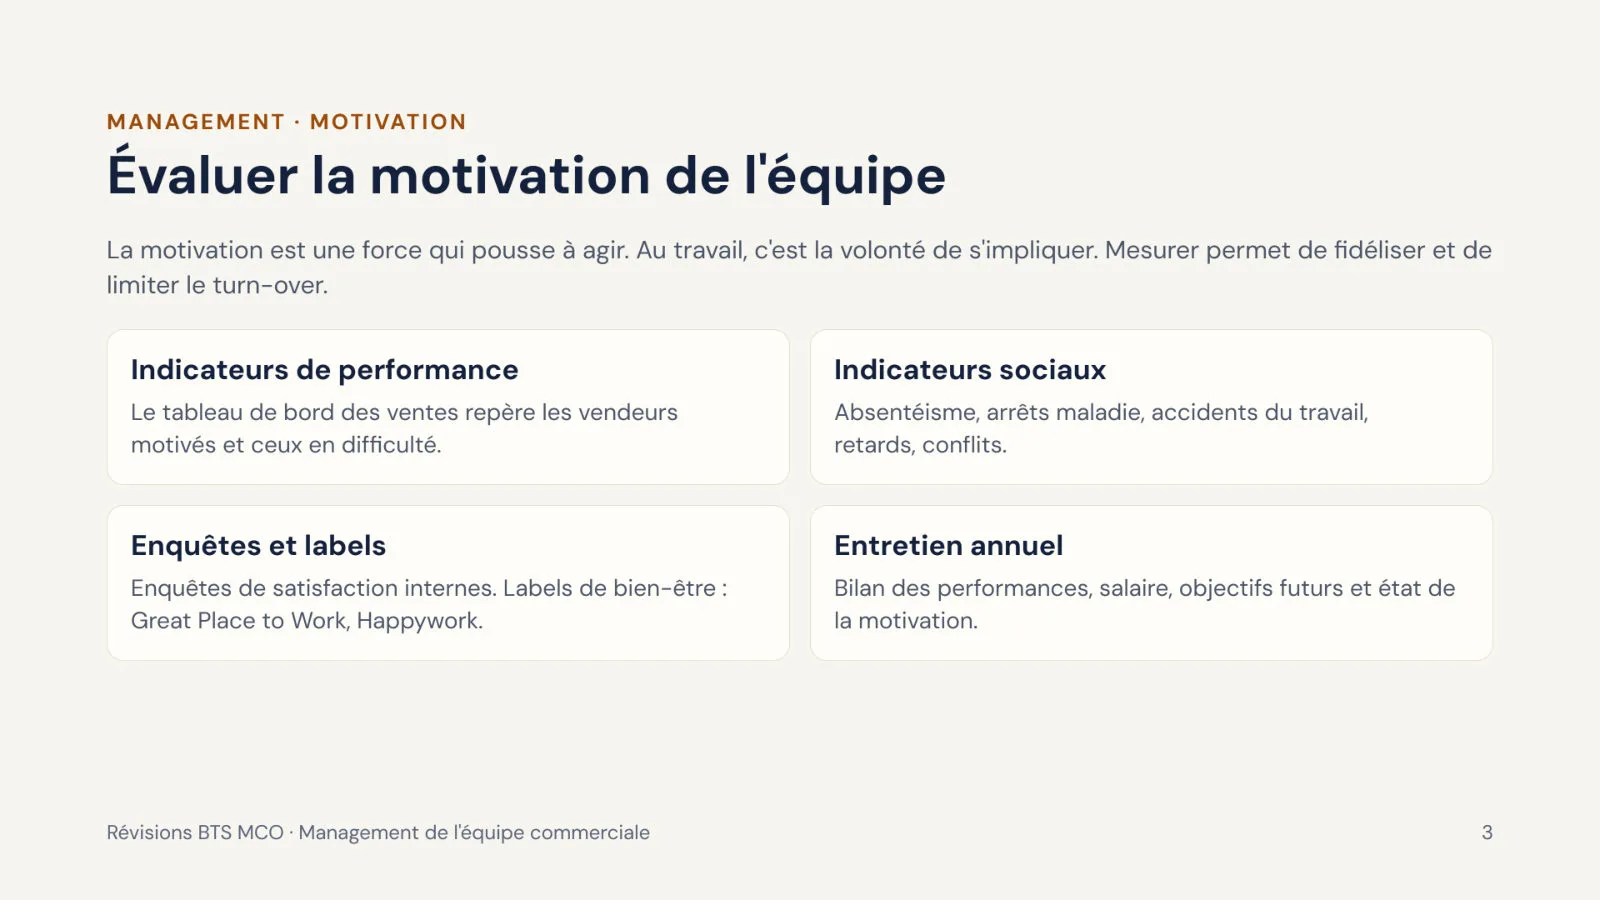 MANAGEMENT · MOTIVATION
Évaluer la motivation de l'équipe
La motivation est une force qui pousse à agir. Au travail, c'est la volonté de s'impliquer. Mesurer permet de fidéliser et de
limiter le turn-over.
Indicateurs de performance
Le tableau de bord des ventes repère les vendeurs
motivés et ceux en difficulté.
Indicateurs sociaux
Absentéisme, arrêts maladie, accidents du travail,
retards, conflits.
Enquêtes et labels
Enquêtes de satisfaction internes. Labels de bien-être :
Great Place to Work, Happywork.
Entretien annuel
Bilan des performances, salaire, objectifs futurs et état de
la motivation.
Révisions BTS MCO · Management de l'équipe commerciale
3